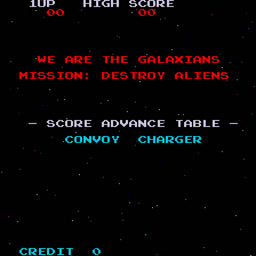 1UP HIGH SCORE
00 00
WE ARE THE GALAXIANS
MISSION: DESTROY ALIENS
- SCORE ADVANCE TABLE -
CONVOY CHARGER
CREDIT 0